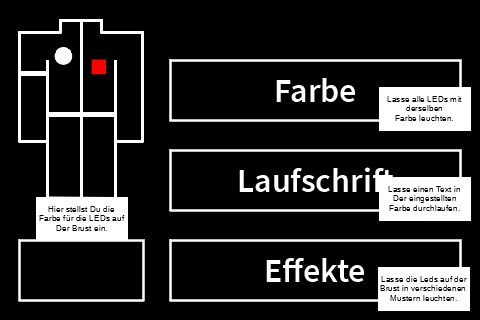 Farbe
Lasse alle LEDs mit
derselben
Farbe leuchten.
Laufschrift
Lasse einen Text in
Der eingestellten
Farbe durchlaufen.
Hier stellst Du die
Farbe für die LEDs auf
Der Brust ein.
Effekte
Lasse die Leds auf der
Brust in verschiedenen
Mustern leuchten.